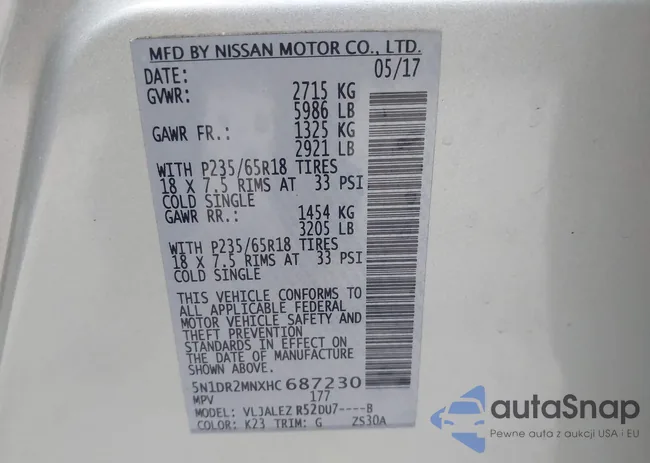 MFD BY NISSAN MOTOR CO., LTD.
DATE: 05/17
GVWR: 2715 KG
5986 LB
GAWR FR.: 1325 KG
2921 LB
WITH P235/65R18 TIRES
18 X 7.5 RIMS AT 33 PSI
COLD SINGLE
GAWR RR.: 1454 KG
3205 LB
WITH P235/65R18 TIRES
18 X 7.5 RIMS AT 33 PSI
COLD SINGLE
THIS VEHICLE CONFORMS TO
ALL APPLICABLE FEDERAL
MOTOR VEHICLE SAFETY AND
THEFT PREVENTION
STANDARDS IN EFFECT ON
THE DATE OF MANUFACTURE
SHOWN ABOVE.
5N1DR2MNXHC687230
MPV 177
MODEL: VLJALEZ R52DU7----B
COLOR: K23 TRIM: G ZS30A
autoSnap
Pewne auta z aukcji USA i EU